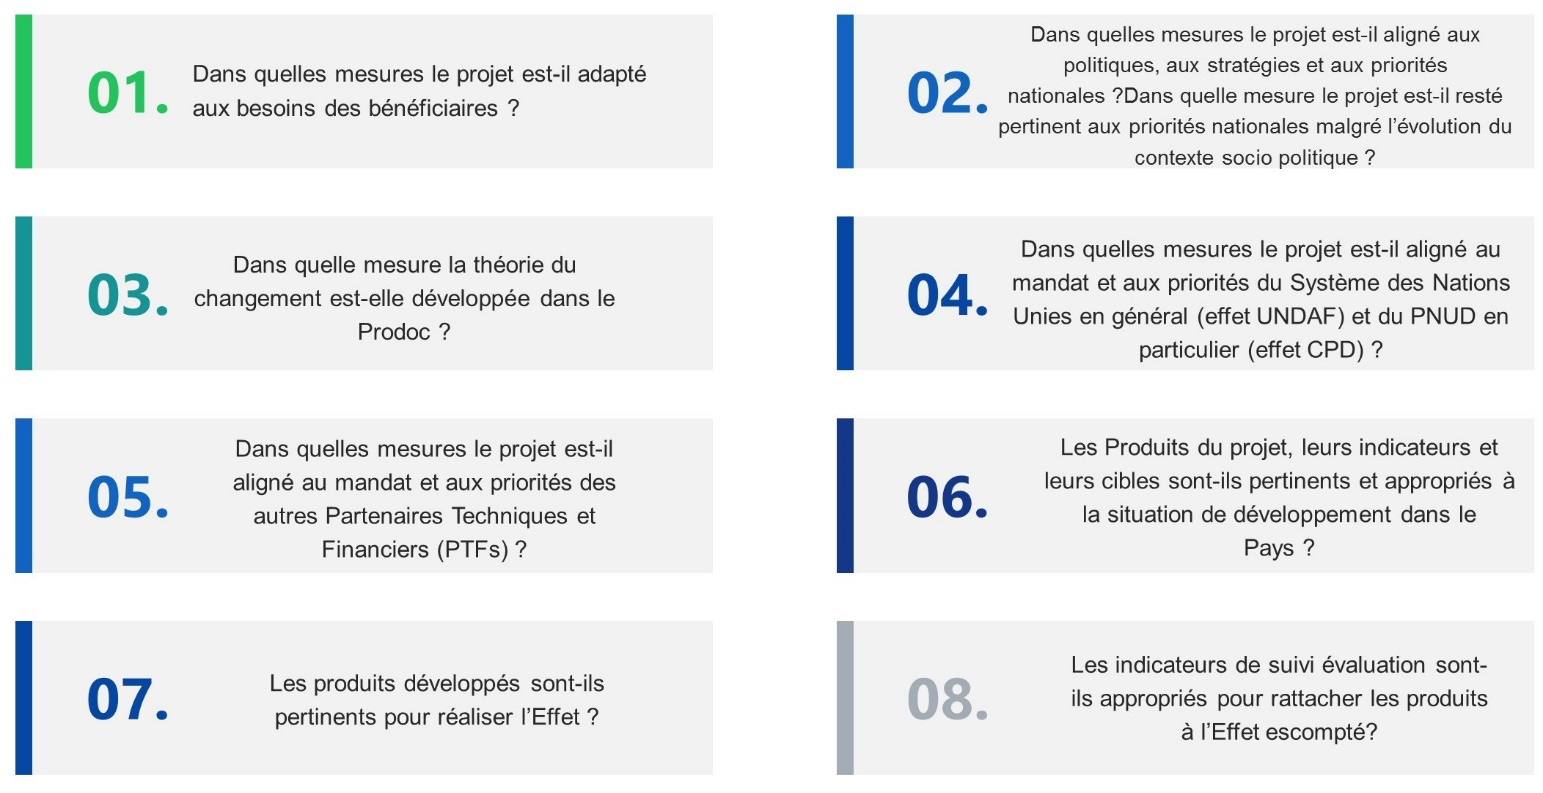 01.
Dans quelles mesures le projet est-il adapté
aux besoins des bénéficiaires ?
02.
Dans quelles mesures le projet est-il aligné aux
politiques, aux stratégies et aux priorités
nationales ?Dans quelle mesure le projet est-il resté
pertinent aux priorités nationales malgré l’évolution du
contexte socio politique ?
03.
Dans quelle mesure la théorie du
changement est-elle développée dans le
Prodoc ?
04.
Dans quelles mesures le projet est-il aligné au
mandat et aux priorités du Système des Nations
Unies en général (effet UNDAF) et du PNUD en
particulier (effet CPD) ?
05.
Dans quelles mesures le projet est-il
aligné au mandat et aux priorités des
autres Partenaires Techniques et
Financiers (PTFs) ?
06.
Les Produits du projet, leurs indicateurs et
leurs cibles sont-ils pertinents et appropriés à
la situation de développement dans le
Pays ?
07.
Les produits développés sont-ils
pertinents pour réaliser l’Effet ?
08.
Les indicateurs de suivi évaluation sont-
ils appropriés pour rattacher les produits
à l’Effet escompté?